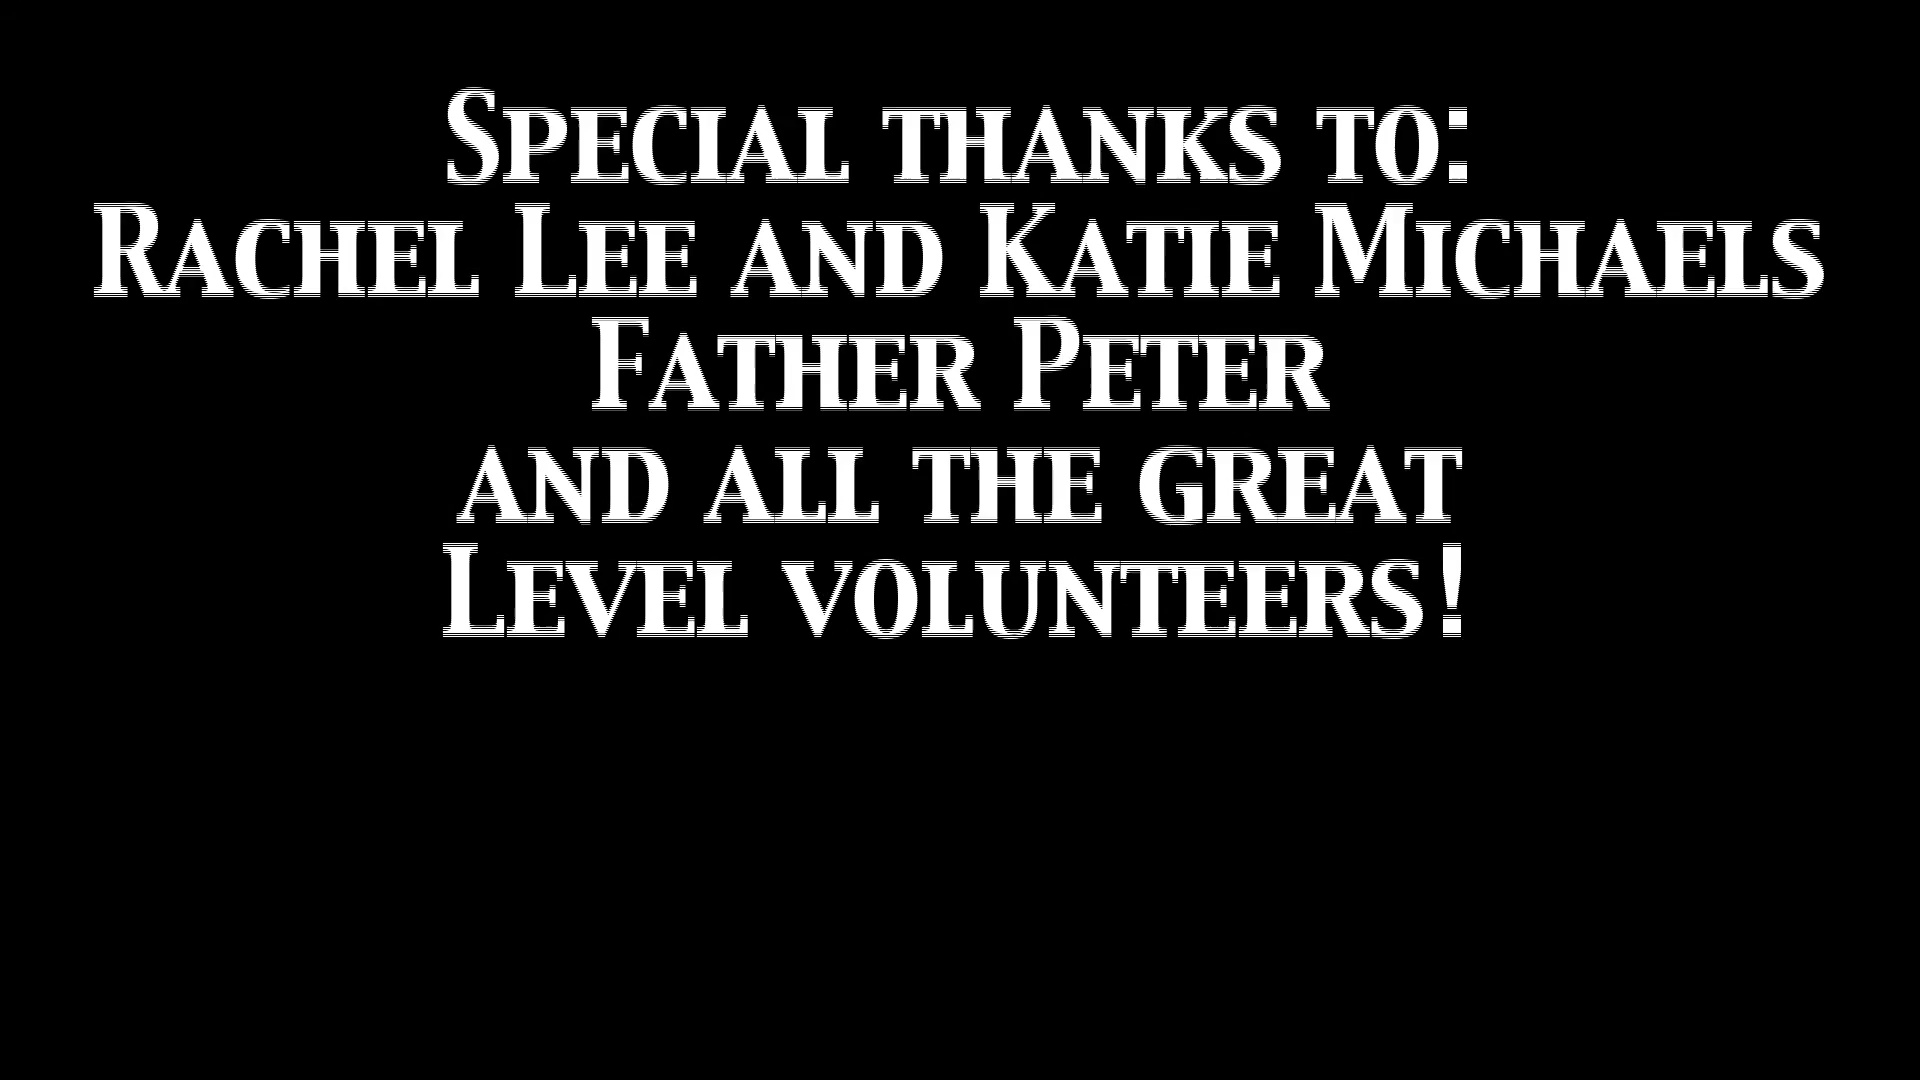 Special thanks to:
Rachel Lee and Katie Michaels
Father Peter
and all the great
Level volunteers!